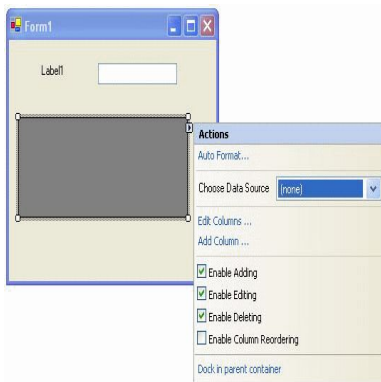 Form1
Label1
Actions
Auto Format...
Choose Data Source (none)
Edit Columns ...
Add Column ...
Enable Adding
Enable Editing
Enable Deleting
Enable Column Reordering
Dock in parent container